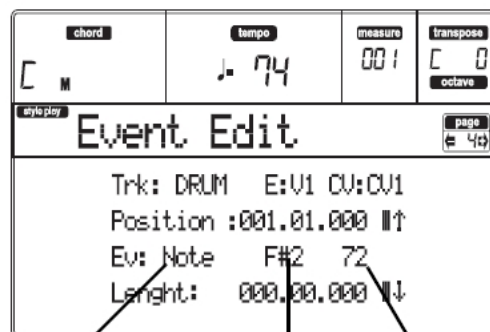 chord tempo measure transpose
C M ♩. 74 001 C 0
octave
style play Event Edit page 4
Trk: DRUM E:V1 CV:CV1
Position :001.01.000
Ev: Note F#2 72
Lenght: 000.00.000